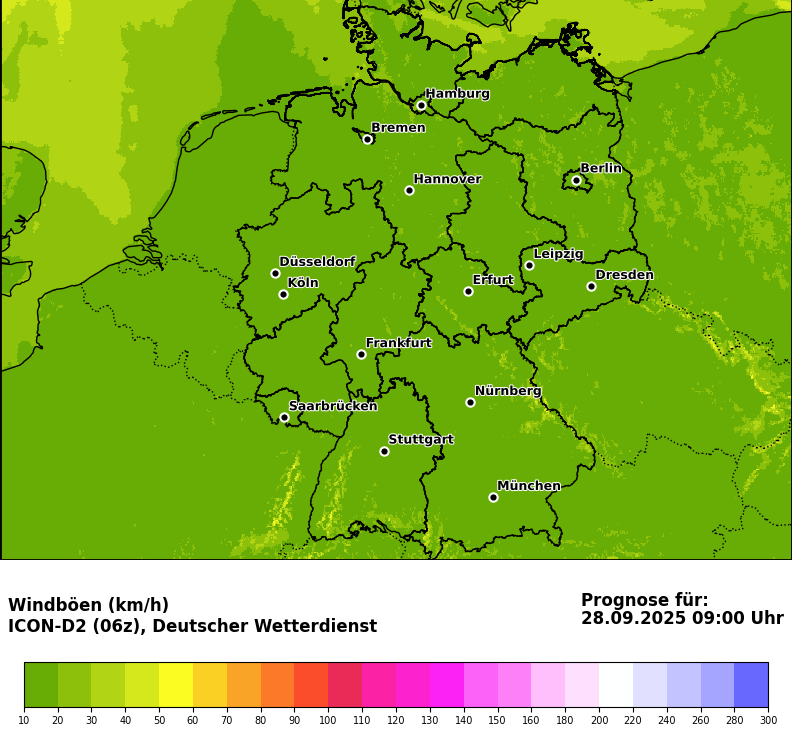 Hamburg
Bremen
Berlin
Hannover
Leipzig
Düsseldorf
Dresden
Köln
Erfurt
Frankfurt
Nürnberg
Saarbrücken
Stuttgart
München
Windböen (km/h)
ICON-D2 (06z), Deutscher Wetterdienst
Prognose für:
28.09.2025 09:00 Uhr
10 20 30 40 50 60 70 80 90 100 110 120 130 140 150 160 180 200 220 240 260 280 300